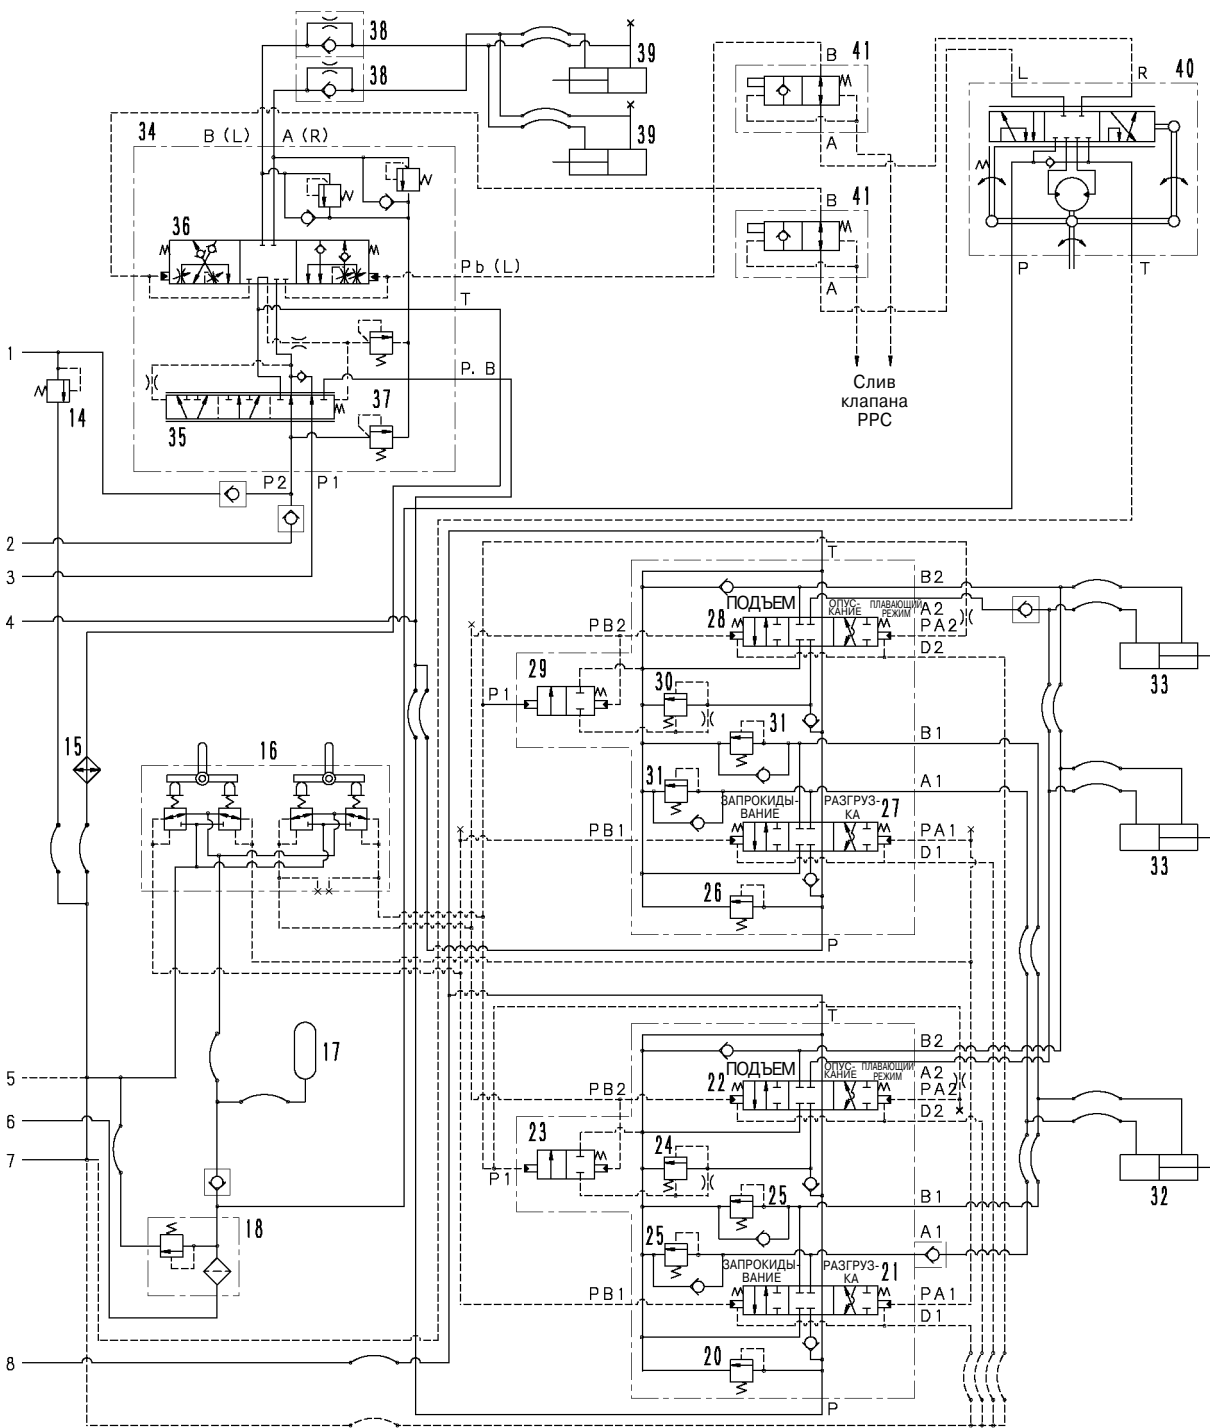 38
38
39
39
41
B
A
L
R
40
34
B (L)
A (R)
36
Pb (L)
T
41
B
A
P
T
1
14
P. B
37
35
P2
P1
Слив
клапана
РРС
2
3
4
T
B2
ПОДЪЕМ
ОПУС-
КАНИЕ
ПЛАВАЮЩИЙ
РЕЖИМ
A2
PB2
28
PA2
D2
29
P1
30
33
31
B1
15
16
31
A1
ЗАПРОКИДЫ-
ВАНИЕ
РАЗГРУЗ-
КА
27
PB1
PA1
D1
33
26
P
17
T
B2
5
ПОДЪЕМ
ОПУС-
КАНИЕ
ПЛАВАЮЩИЙ
РЕЖИМ
A2
PB2
22
PA2
D2
6
23
24
7
P1
25
B1
32
18
25
A1
ЗАПРОКИДЫ-
ВАНИЕ
РАЗГРУЗ-
КА
21
PB1
PA1
D1
8
20
P